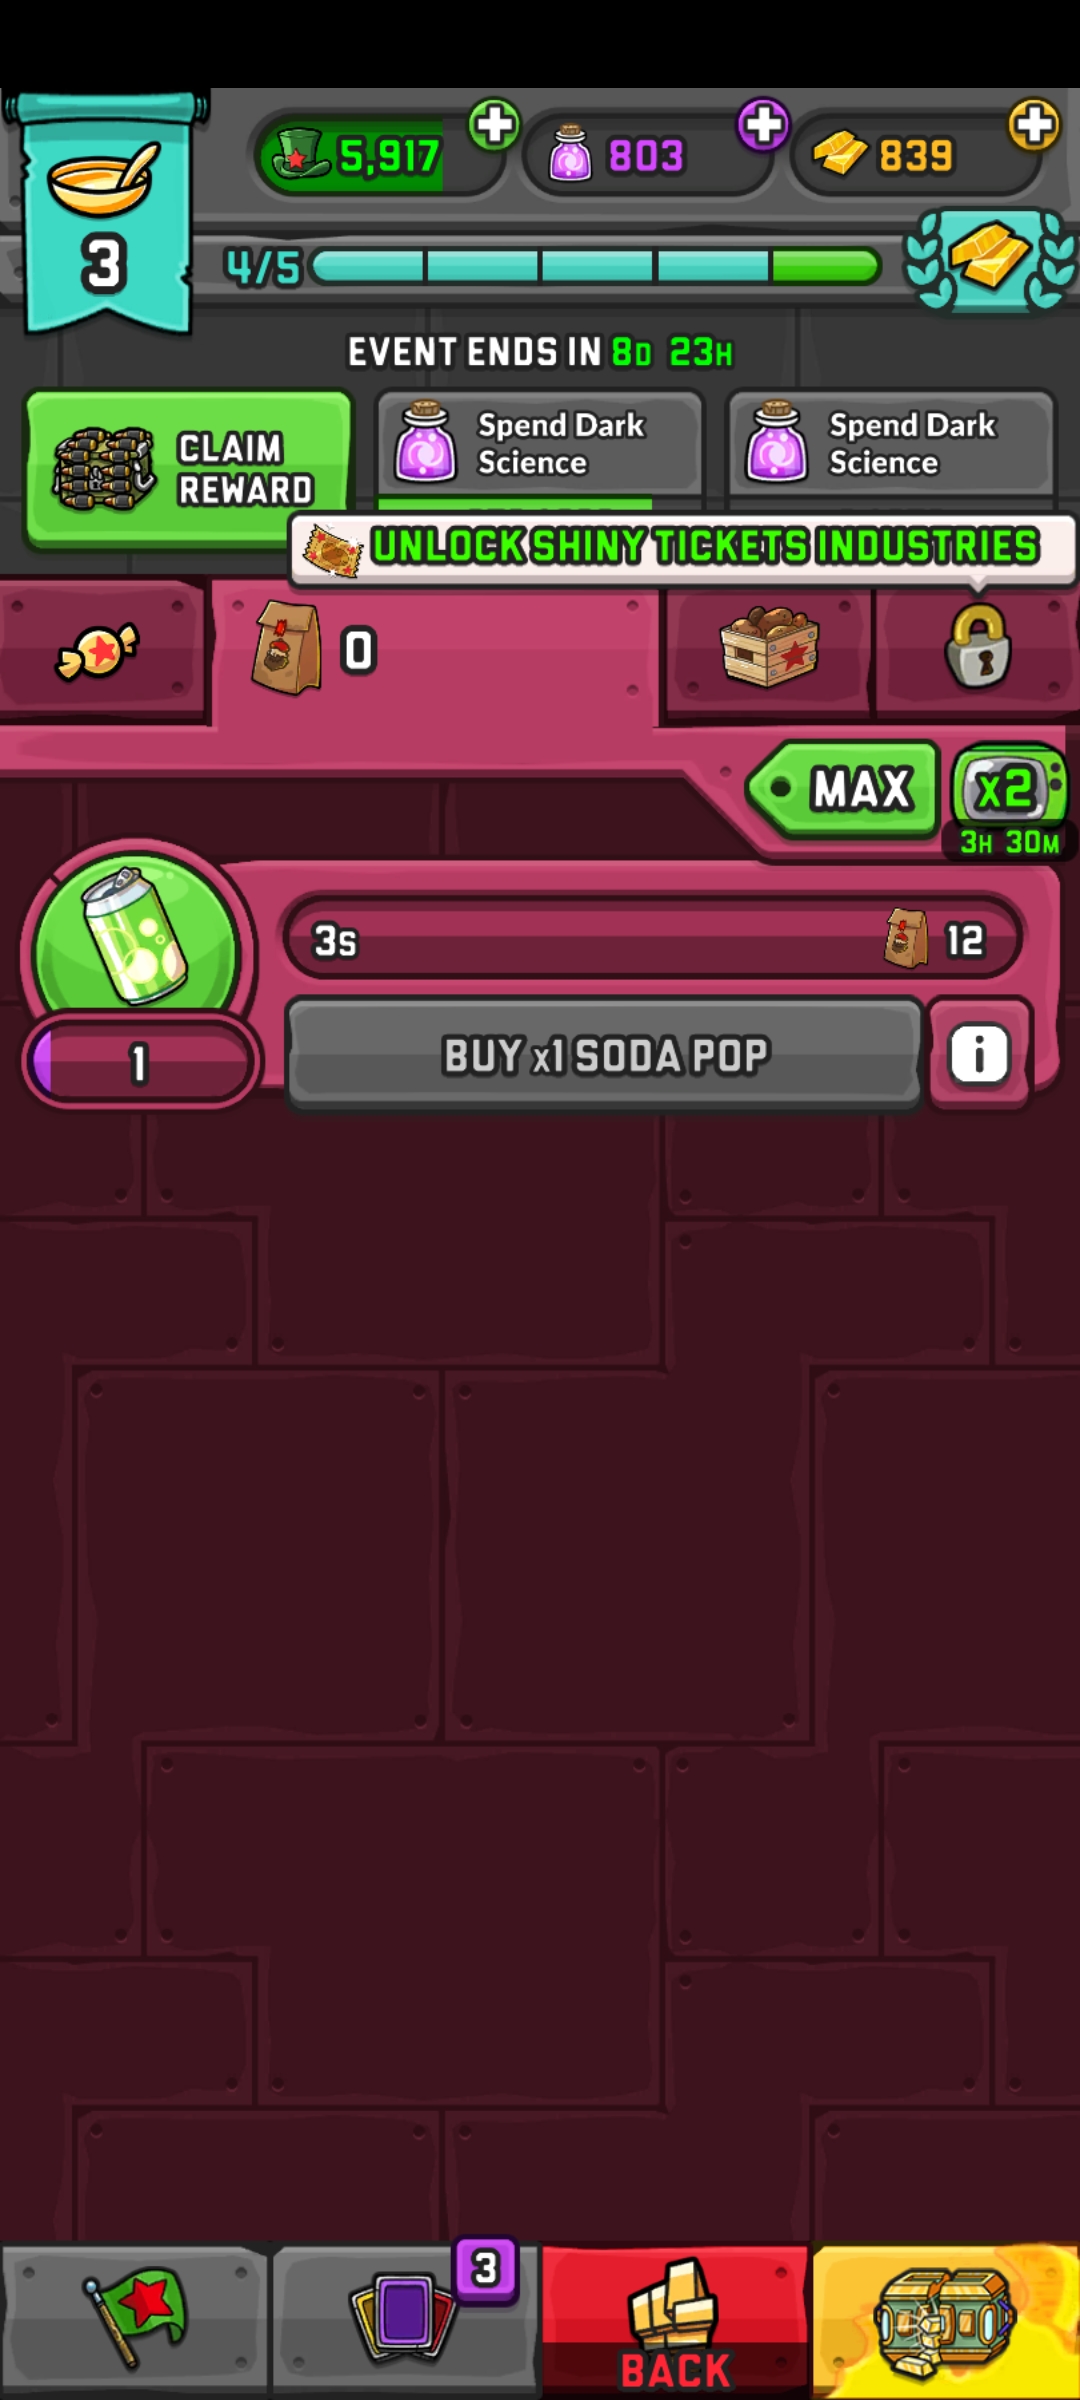 5,917
803
839
3
4/5
EVENT ENDS IN 8D 23H
CLAIM
REWARD
Spend Dark
Science
Spend Dark
Science
UNLOCK SHINY TICKETS INDUSTRIES
0
MAX
x2
3H 30M
3s
12
1
BUY x1 SODA POP
i
3
BACK